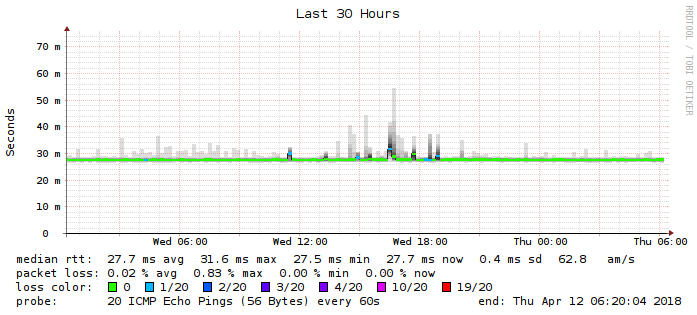 Last 30 Hours
RRDTOOL / TOBI OETIKER
Seconds
70 m
60 m
50 m
40 m
30 m
20 m
10 m
0
Wed 06:00 Wed 12:00 Wed 18:00 Thu 00:00 Thu 06:00
median rtt: 27.7 ms avg 31.6 ms max 27.5 ms min 27.7 ms now 0.4 ms sd 62.8 am/s
packet loss: 0.02 % avg 0.83 % max 0.00 % min 0.00 % now
loss color: 0 1/20 2/20 3/20 4/20 10/20 19/20
probe: 20 ICMP Echo Pings (56 Bytes) every 60s end: Thu Apr 12 06:20:04 2018